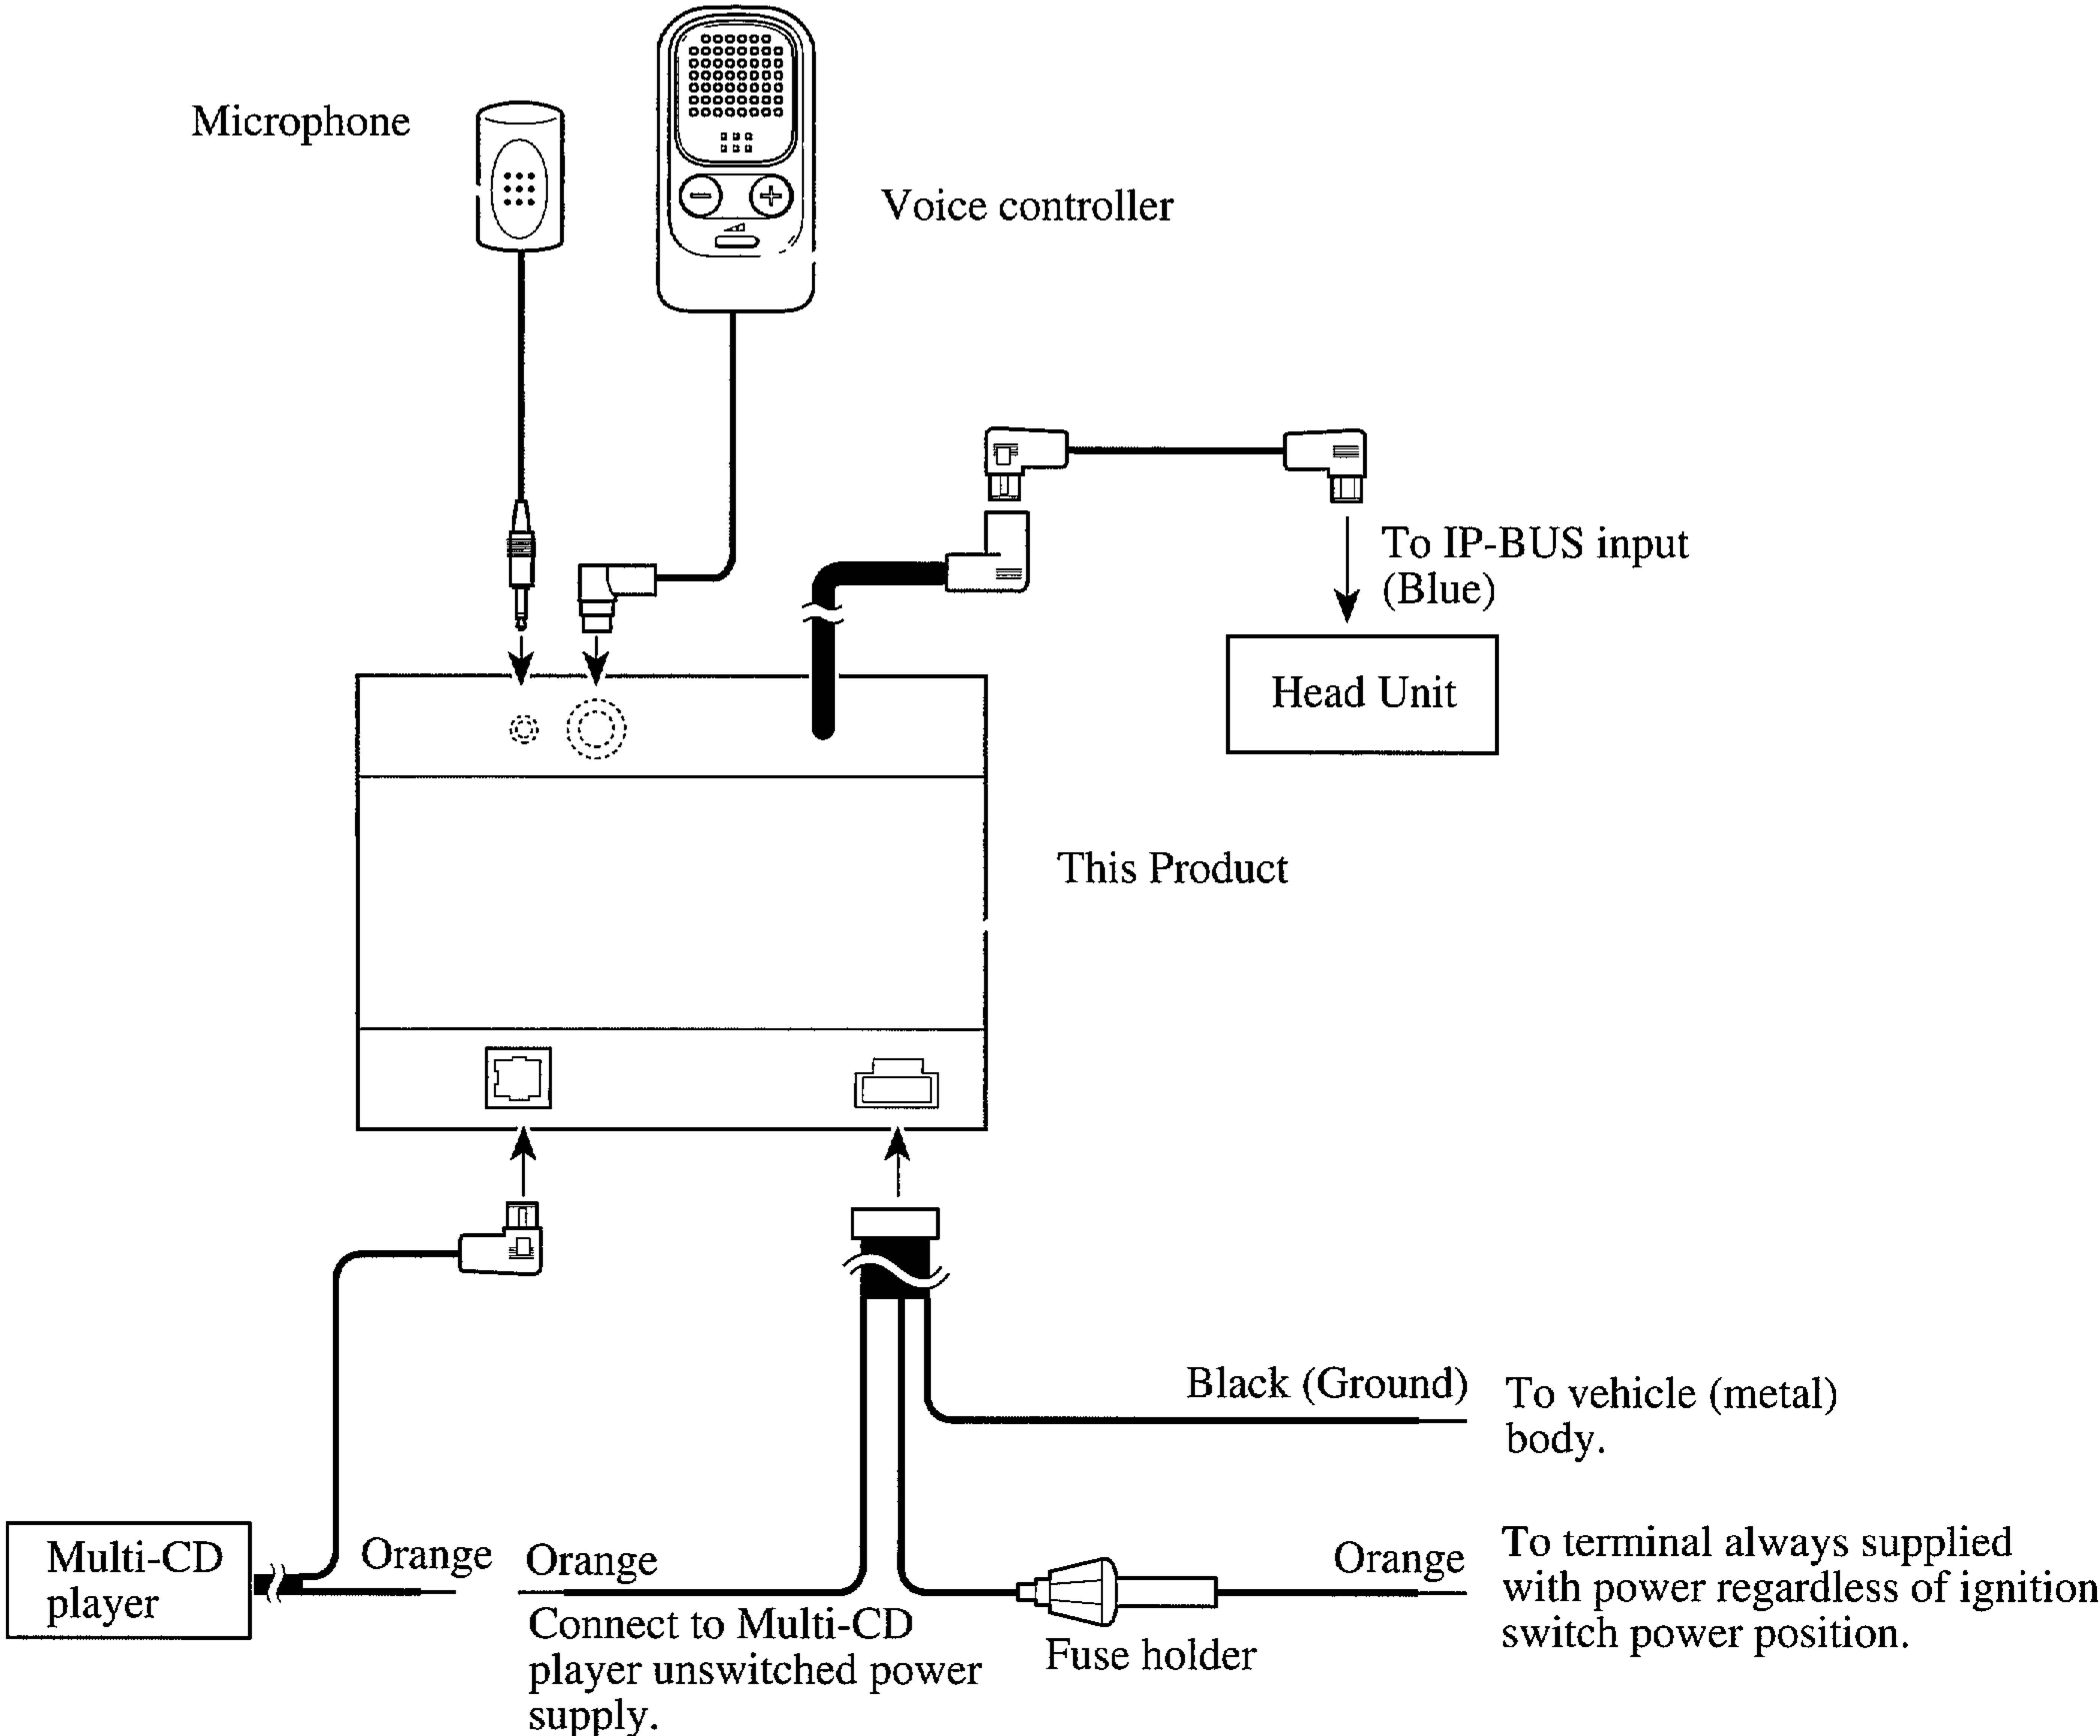 Microphone
Voice controller
To IP-BUS input
(Blue)
Head Unit
This Product
Black (Ground)
To vehicle (metal)
body.
Multi-CD
player
Orange
Orange
Connect to Multi-CD
player unswitched power
supply.
Fuse holder
Orange
To terminal always supplied
with power regardless of ignition
switch power position.